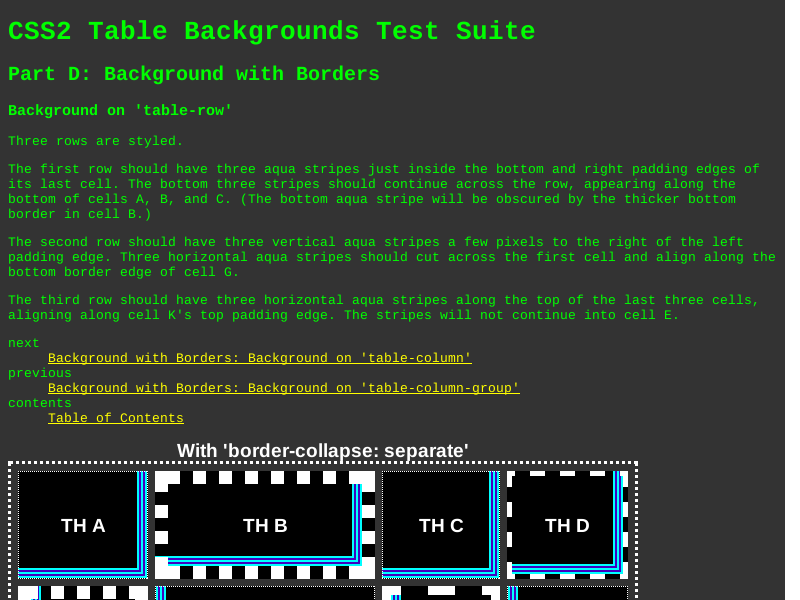 CSS2 Table Backgrounds Test Suite
Part D: Background with Borders
Background on 'table-row'
Three rows are styled.
The first row should have three aqua stripes just inside the bottom and right padding edges of
its last cell. The bottom three stripes should continue across the row, appearing along the
bottom of cells A, B, and C. (The bottom aqua stripe will be obscured by the thicker bottom
border in cell B.)
The second row should have three vertical aqua stripes a few pixels to the right of the left
padding edge. Three horizontal aqua stripes should cut across the first cell and align along the
bottom border edge of cell G.
The third row should have three horizontal aqua stripes along the top of the last three cells,
aligning along cell K's top padding edge. The stripes will not continue into cell E.
next
Background with Borders: Background on 'table-column'
previous
Background with Borders: Background on 'table-column-group'
contents
Table of Contents
With 'border-collapse: separate'
TH A TH B TH C TH D